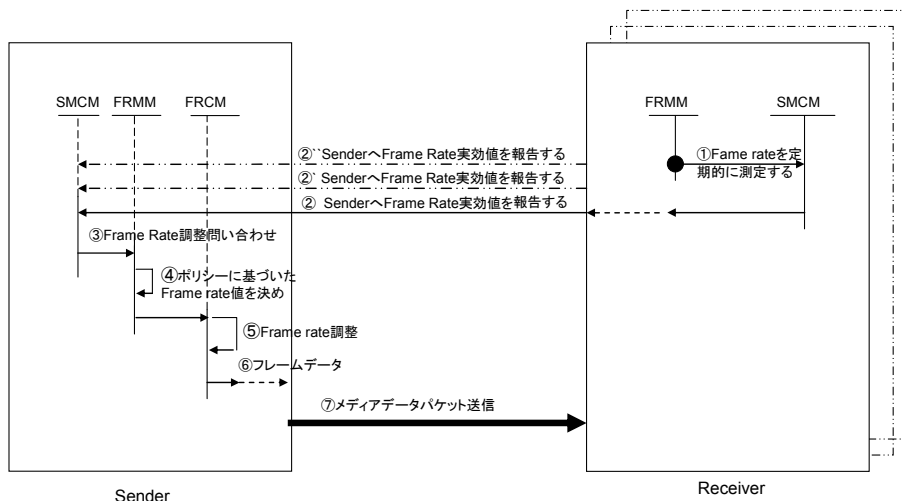 SMCM FRMM FRCM
FRMM SMCM
②``SenderへFrame Rate実効値を報告する
①Fame rateを定
期的に測定する
②` SenderへFrame Rate実効値を報告する
② SenderへFrame Rate実効値を報告する
③Frame Rate調整問い合わせ
④ポリシーに基づいた
Frame rate値を決め
⑤Frame rate調整
⑥フレームデータ
⑦メディアデータパケット送信
Sender
Receiver